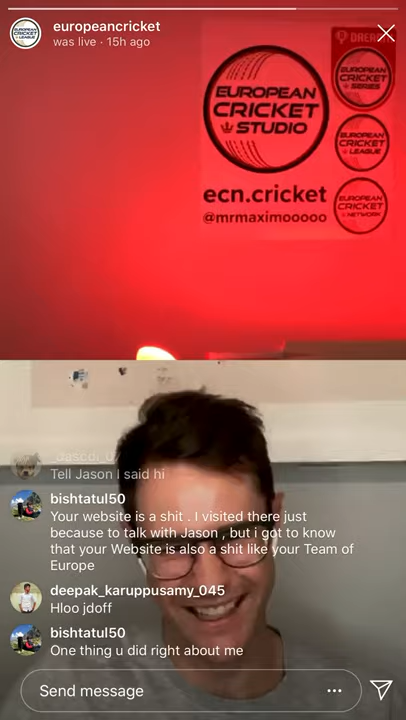 europeancricket
was live · 15h ago
EUROPEAN
CRICKET
STUDIO
EUROPEAN
CRICKET
SERIES
EUROPEAN
CRICKET
LEAGUE
EUROPEAN
CRICKET
NETWORK
ecn.cricket
@mrmaximooooo
Tell Jason I said hi
bishtatul50
Your website is a shit . I visited there just
because to talk with Jason , but i got to know
that your Website is also a shit like your Team of
Europe
deepak_karuppusamy_045
Hloo jdoff
bishtatul50
One thing u did right about me
Send message